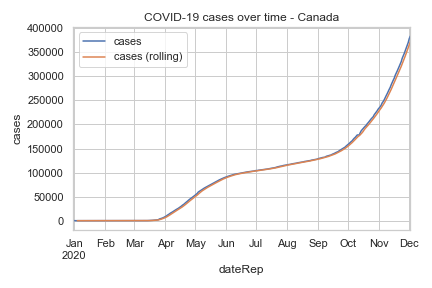 COVID-19 cases over time - Canada
cases
cases (rolling)
400000
350000
300000
250000
200000
150000
100000
50000
0
cases
Jan Feb Mar Apr May Jun Jul Aug Sep Oct Nov Dec
2020
dateRep